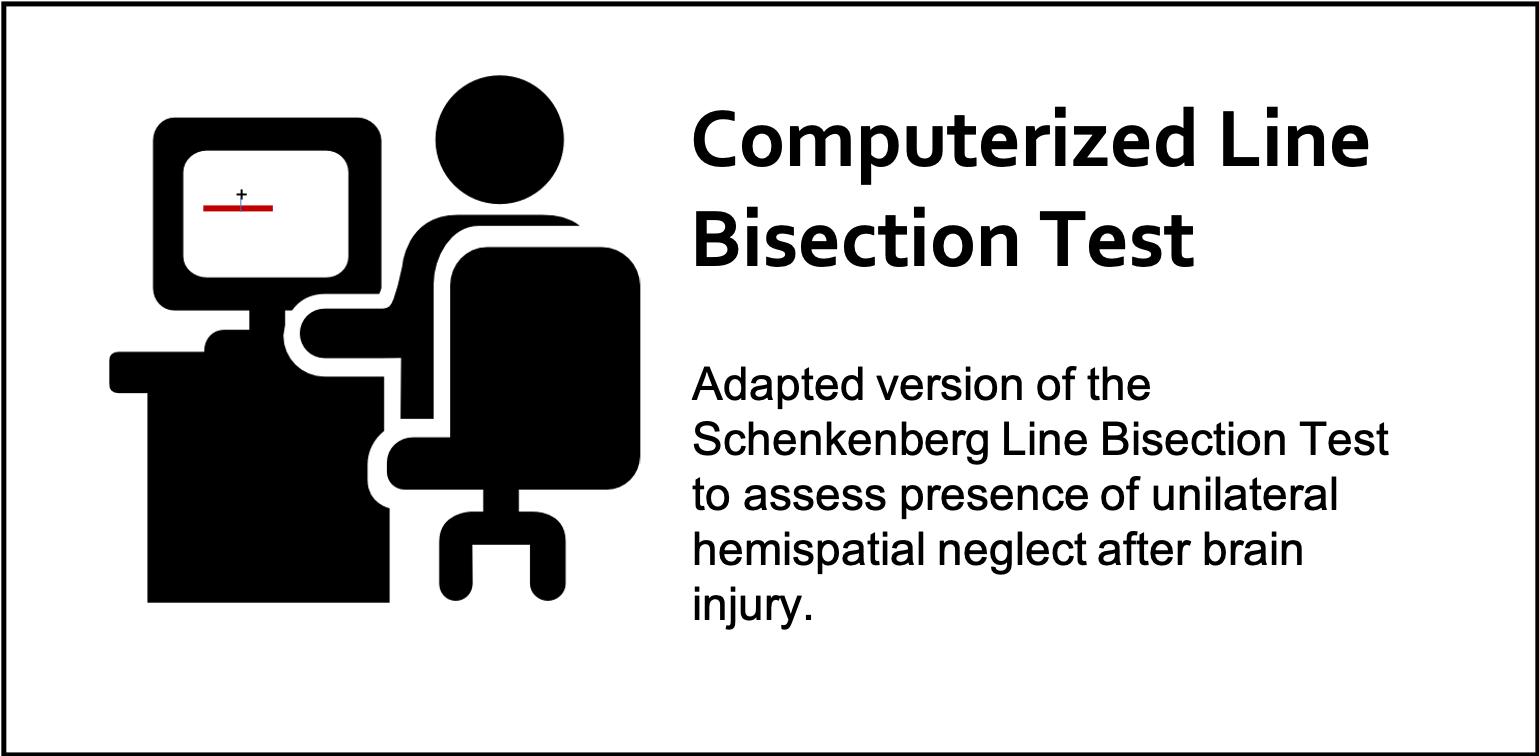 Computerized Line
Bisection Test
Adapted version of the
Schenkenberg Line Bisection Test
to assess presence of unilateral
hemispatial neglect after brain
injury.